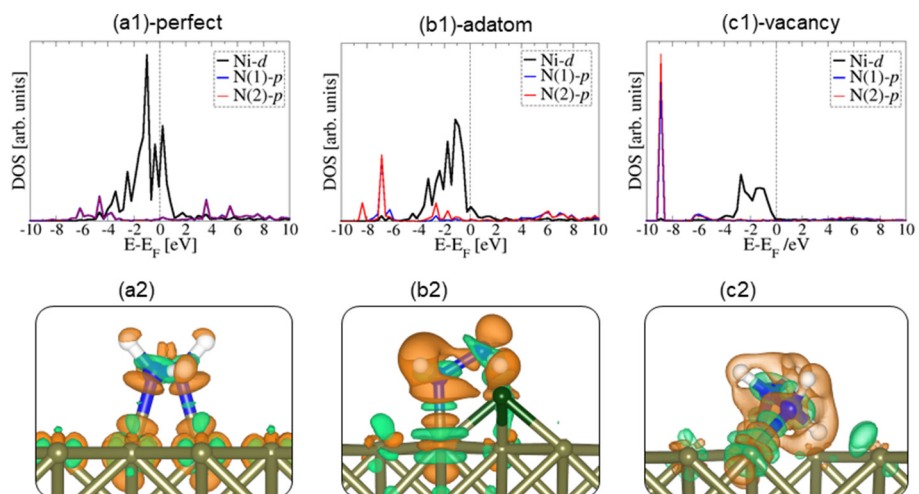 (a1)-perfect
(b1)-adatom
(c1)-vacancy
DOS [arb. units]
Ni-d
N(1)-p
N(2)-p
-10 -8 -6 -4 -2 0 2 4 6 8 10
E-EF [eV]
DOS [arb. units]
Ni-d
N(1)-p
N(2)-p
-10 -8 -6 -4 -2 0 2 4 6 8 10
E-EF [eV]
DOS [arb. units]
Ni-d
N(1)-p
N(2)-p
-10 -8 -6 -4 -2 0 2 4 6 8 10
E-EF /eV
(a2)
(b2)
(c2)